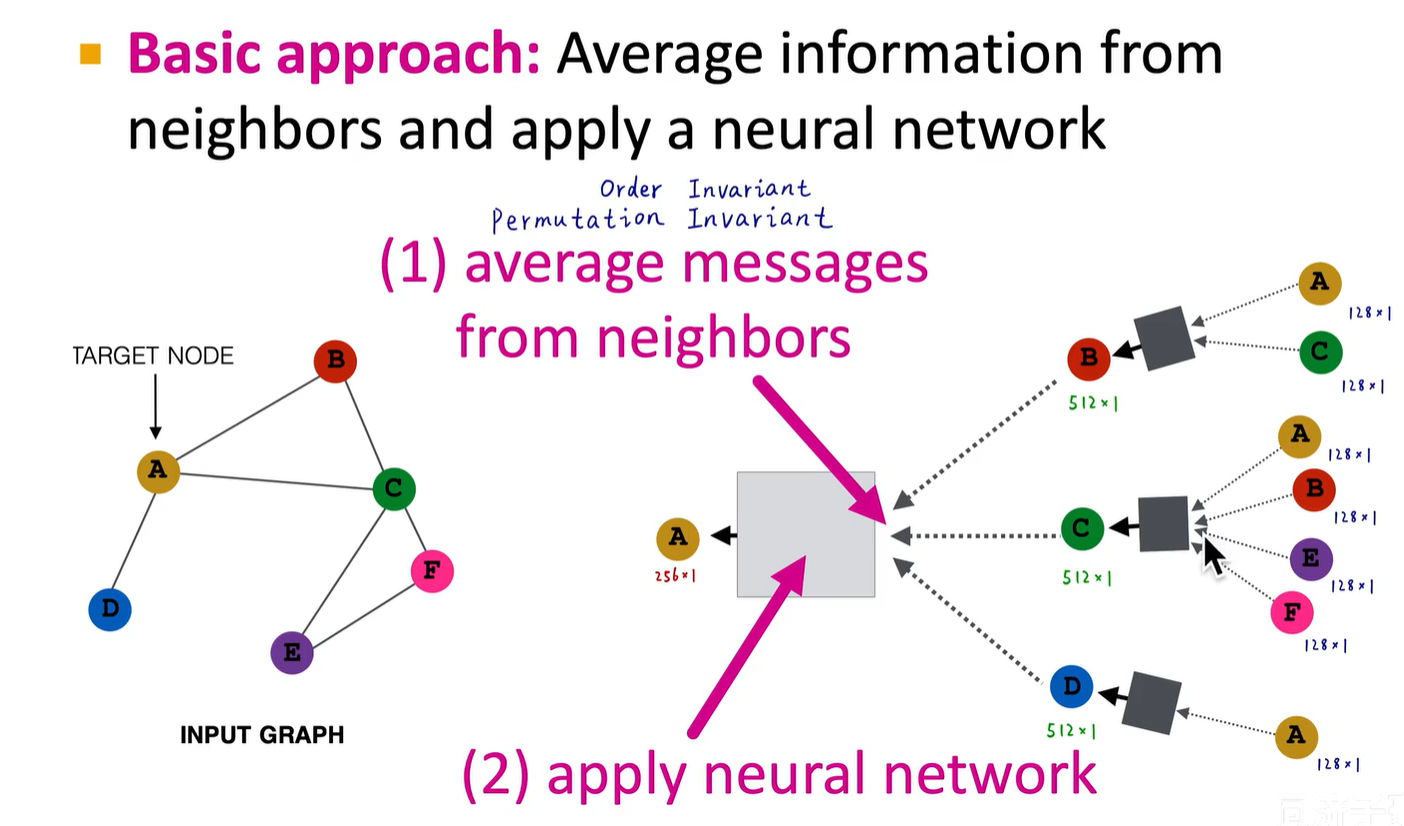 Basic approach: Average information from
neighbors and apply a neural network
Order Invariant
Permutation Invariant
(1) average messages
from neighbors
TARGET NODE
B
A
C
D
F
E
INPUT GRAPH
A
256×1
B
512×1
C
512×1
D
512×1
A
128×1
C
128×1
A
128×1
B
128×1
E
128×1
F
128×1
A
128×1
(2) apply neural network